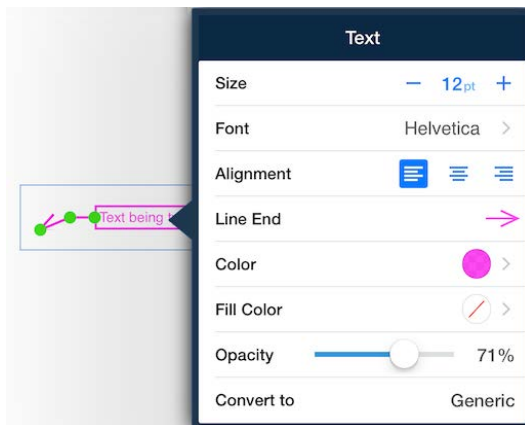 Text
Size − 12pt +
Font Helvetica >
Alignment
Text being
Line End
Color >
Fill Color >
Opacity 71%
Convert to Generic